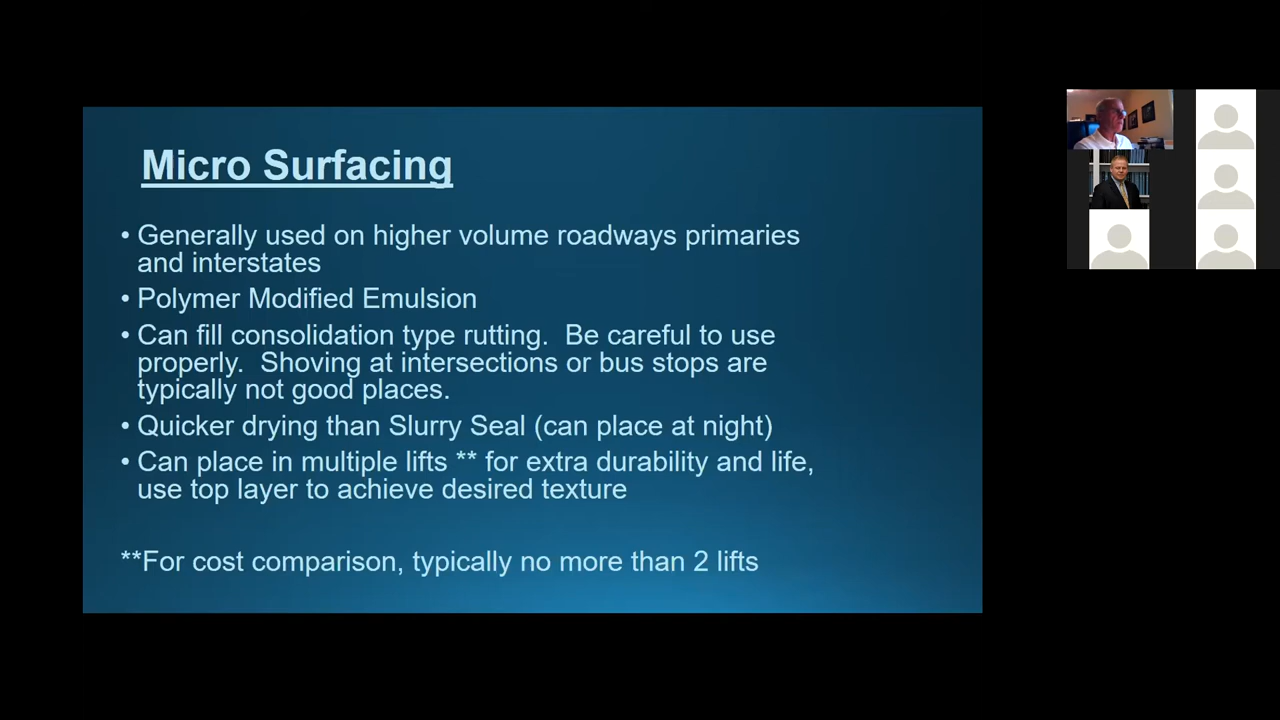 Micro Surfacing
• Generally used on higher volume roadways primaries
and interstates
• Polymer Modified Emulsion
• Can fill consolidation type rutting.  Be careful to use
properly.  Shoving at intersections or bus stops are
typically not good places.
• Quicker drying than Slurry Seal (can place at night)
• Can place in multiple lifts ** for extra durability and life,
use top layer to achieve desired texture
**For cost comparison, typically no more than 2 lifts